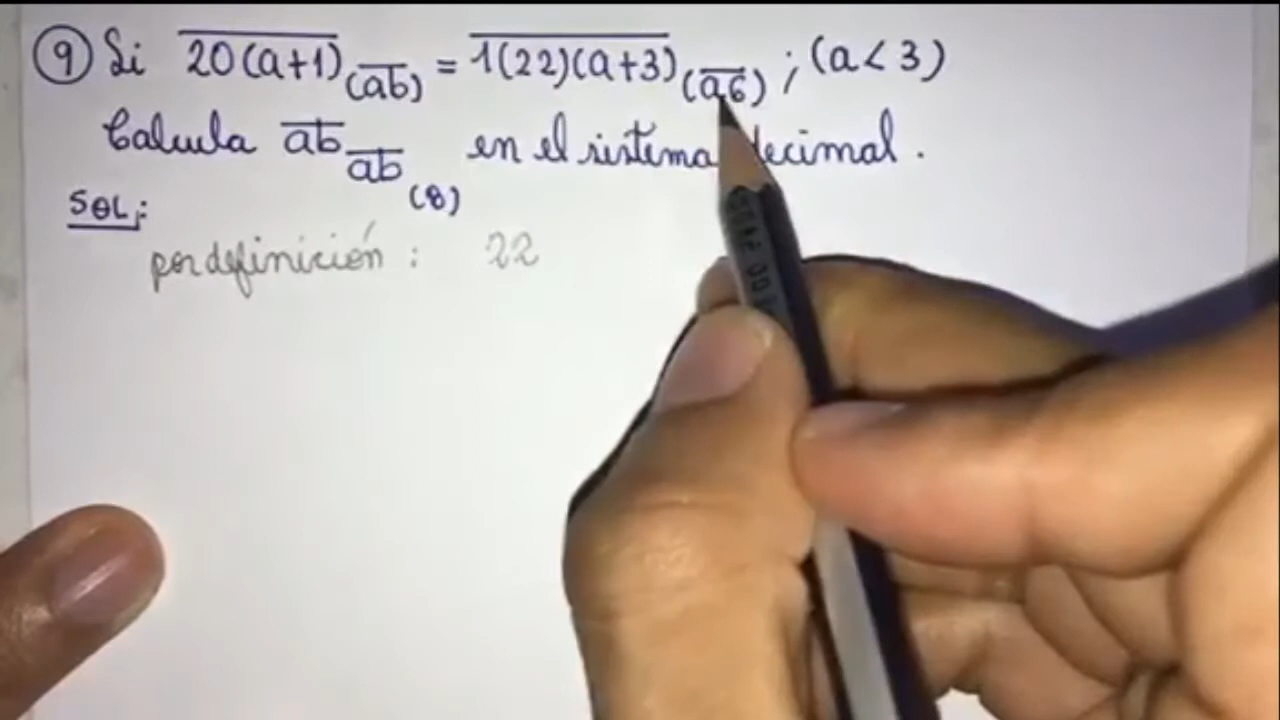 9 Si 20(a+1)(ab) = 1(22)(a+3)(a6) ; (a<3)
Calcula ab ab (8) en el sistema decimal.
SOL:
por definición : 22